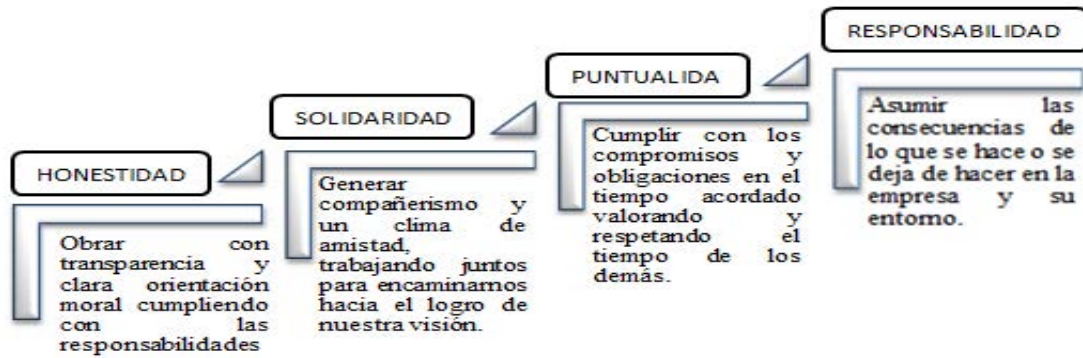 HONESTIDAD
Obrar con
transparencia y
clara orientación
moral cumpliendo
con las
responsabilidades
SOLIDARIDAD
Generar
compañerismo y
un clima de
amistad,
trabajando juntos
para encaminarnos
hacia el logro de
nuestra visión.
PUNTUALIDA
Cumplir con los
compromisos y
obligaciones en el
tiempo acordado
valorando y
respetando el
tiempo de los
demás.
RESPONSABILIDAD
Asumir las
consecuencias de
lo que se hace o se
deja de hacer en la
empresa y su
entorno.